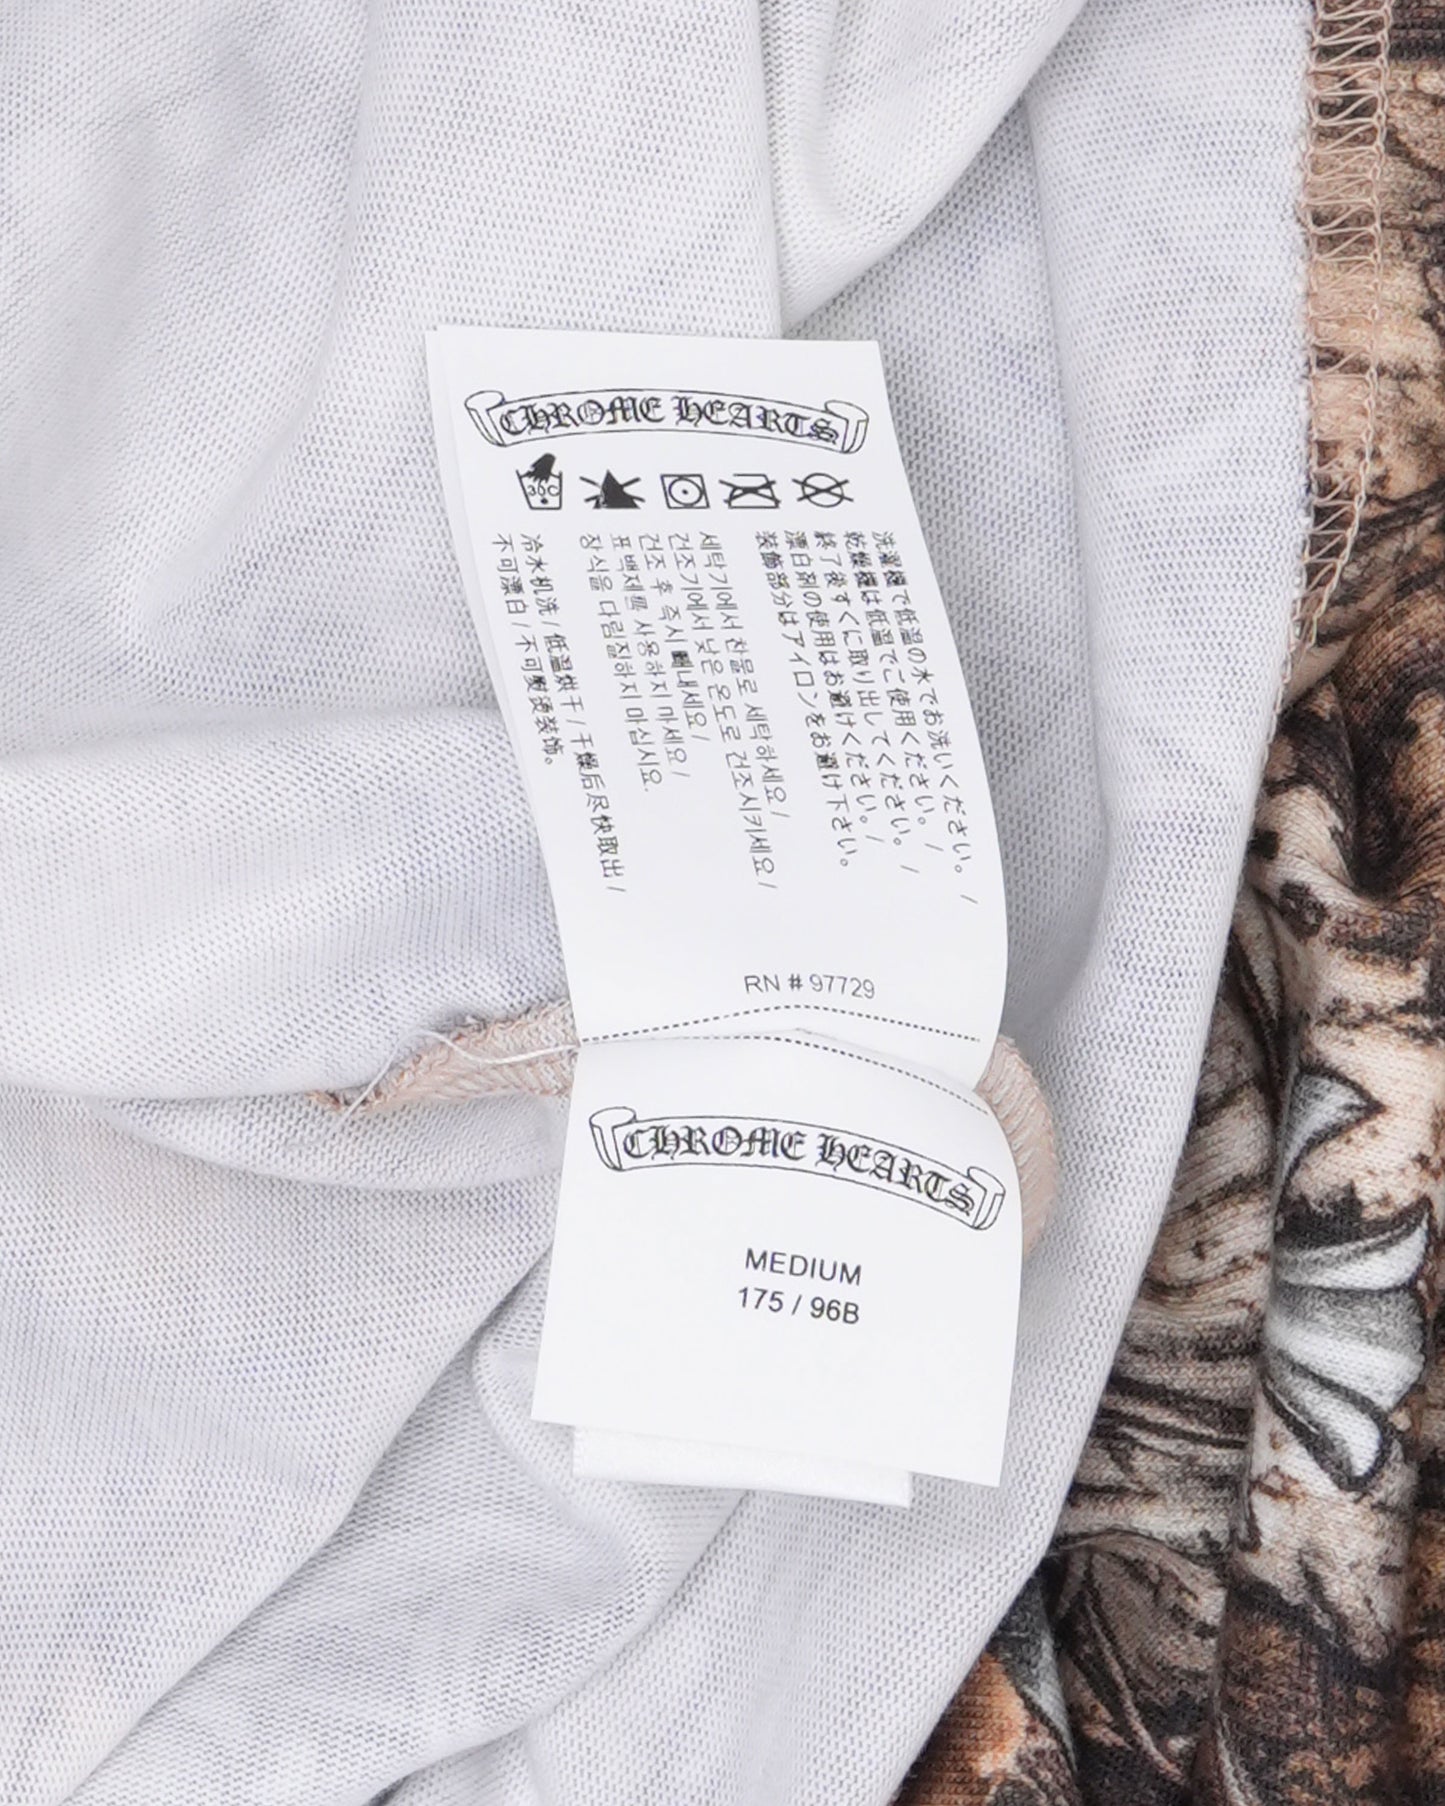 CHROME HEARTS
30C
洗濯機で低温の水でお洗いください。/
乾燥機は低温でご使用ください。/
終了後すぐに取り出してください。/
漂白剤の使用はお避けください。/
装飾部分はアイロンをお避け下さい。
세탁기에서 찬물로 세탁하세요/
건조기에서 낮은 온도로 건조시키세요/
건조 후 즉시 내세요/
표백제를 사용하지 마세요/
장식을 다림질하지 마십시요.
冷水机洗/低温烘干/干燥后尽快取出/
不可漂白/不可熨烫装饰。
RN # 97729
CHROME HEARTS
MEDIUM
175 / 96B